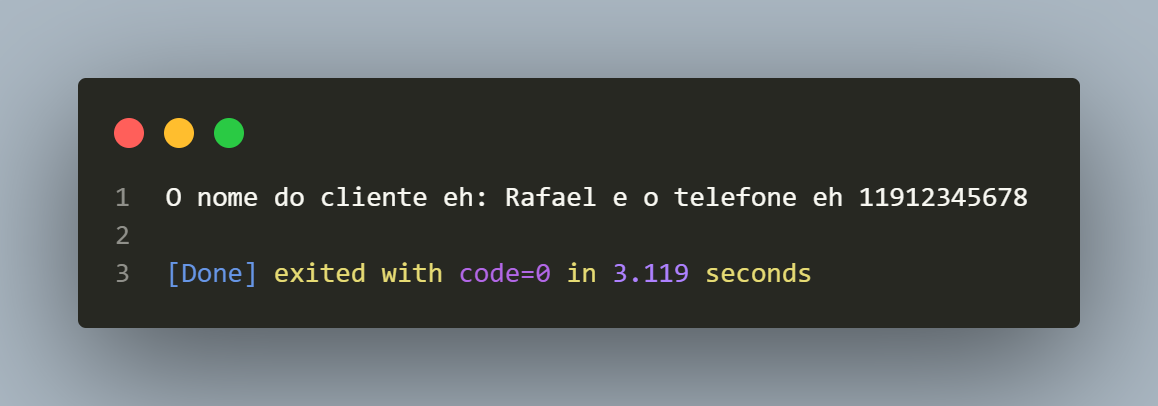 1 O nome do cliente eh: Rafael e o telefone eh 11912345678
2
3 [Done] exited with code=0 in 3.119 seconds